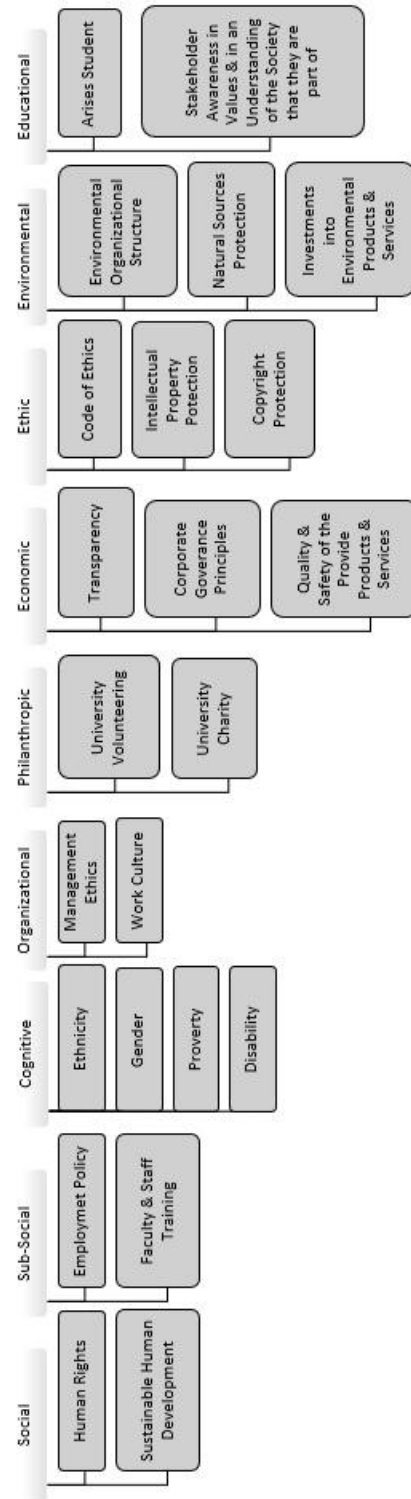 Social
Human Rights
Sustainable Human
Development
Sub-Social
Employmet Policy
Faculty & Staff
Training
Cognitive
Ethnicity
Gender
Proverty
Disability
Organizational
Management
Ethics
Work Culture
Philanthropic
University
Volunteering
University
Charity
Economic
Transparency
Corporate
Goverance
Principles
Quality &
Safety of the
Provide
Products &
Services
Ethic
Code of Ethics
Intellectual
Property
Potection
Copyright
Protection
Environmental
Environmental
Organizational
Structure
Natural Sources
Protection
Investments
into
Environmental
Products &
Services
Educational
Arises Student
Stakeholder
Awareness in
Values & in an
Understanding
of the Society
that they are
part of